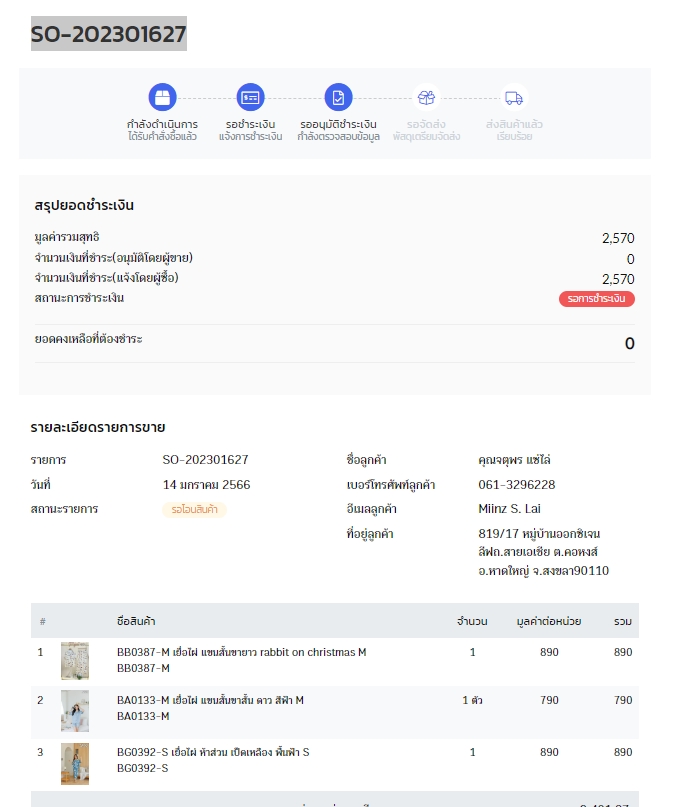 SO-202301627
กำลังดำเนินการ รอชำระเงิน รออนุมัติชำระเงิน รอจัดส่ง ส่งสินค้าแล้ว
ได้รับคำสั่งซื้อแล้ว แจ้งการชำระเงิน กำลังตรวจสอบข้อมูล พัสดุเตรียมจัดส่ง เรียบร้อย
สรุปยอดชำระเงิน
มูลค่ารวมสุทธิ 2,570
จำนวนเงินที่ชำระ(อนุมัติโดยผู้ขาย) 0
จำนวนเงินที่ชำระ(แจ้งโดยผู้ซื้อ) 2,570
สถานะการชำระเงิน รอการชำระเงิน
ยอดคงเหลือที่ต้องชำระ 0
รายละเอียดรายการขาย
รายการ SO-202301627 ชื่อลูกค้า คุณจตุพร แซ่ไล่
วันที่ 14 มกราคม 2566 เบอร์โทรศัพท์ลูกค้า 061-3296228
สถานะรายการ รอโอนสินค้า อีเมลลูกค้า Miinz S. Lai
ที่อยู่ลูกค้า 819/17 หมู่บ้านออกซิเจน
ลีฟถ.สายเอเชีย ต.คอหงส์
อ.หาดใหญ่ จ.สงขลา90110
# ชื่อสินค้า จำนวน มูลค่าต่อหน่วย รวม
1 BB0387-M เยื่อไผ่ แขนสั้นขายาว rabbit on christmas M 1 890 890
BB0387-M
2 BA0133-M เยื่อไผ่ แขนสั้นขาสั้น ดาว สีฟ้า M 1 ตัว 790 790
BA0133-M
3 BG0392-S เยื่อไผ่ ห้าส่วน เป็ดเหลือง พื้นฟ้า S 1 890 890
BG0392-S